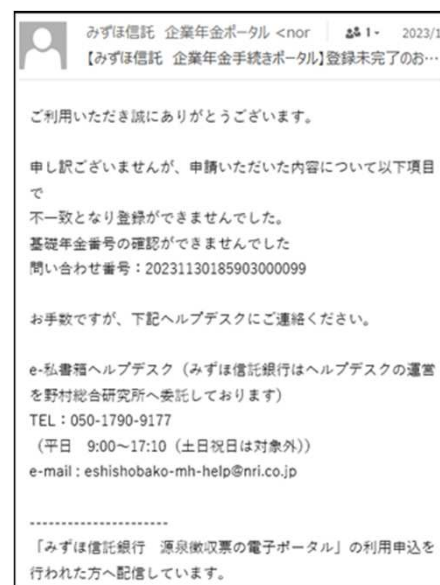 みずほ信託 企業年金ポータル <nor 1 2023/1
【みずほ信託 企業年金手続きポータル】登録未完了のお…
ご利用いただき誠にありがとうございます。
申し訳ございませんが、申請いただいた内容について以下項目
で
不一致となり登録ができませんでした。
基礎年金番号の確認ができませんでした
問い合わせ番号：20231130185903000099
お手数ですが、下記ヘルプデスクにご連絡ください。
e-私書箱ヘルプデスク（みずほ信託銀行はヘルプデスクの運営
を野村総合研究所へ委託しております）
TEL：050-1790-9177
（平日　9:00～17:10（土日祝日は対象外））
e-mail : eshishobako-mh-help@nri.co.jp
----------------------
「みずほ信託銀行　源泉徴収票の電子ポータル」の利用申込を
行われた方へ配信しています。